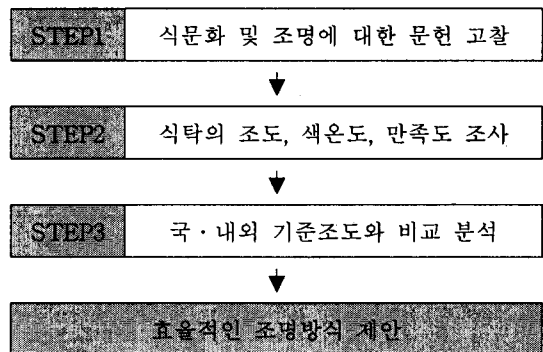 STEP1 식문화 및 조명에 대한 문헌 고찰
STEP2 식탁의 조도, 색온도, 만족도 조사
STEP3 국·내외 기준조도와 비교 분석
효율적인 조명방식 제안